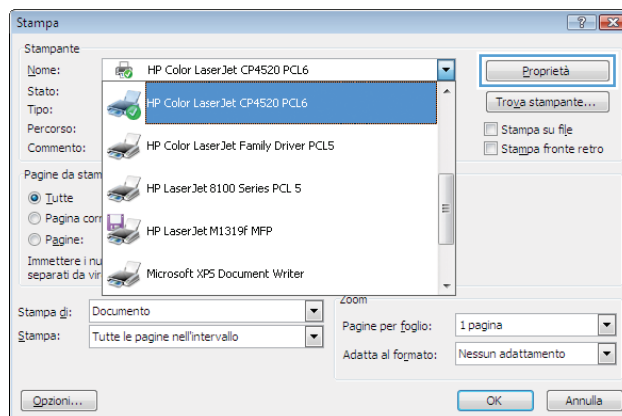 Stampa
Stampante
Nome: HP Color LaserJet CP4520 PCL6
Proprietà
Stato:
HP Color LaserJet CP4520 PCL6
Trova stampante...
Tipo:
Percorso:
Stampa su file
Commento: HP Color LaserJet Family Driver PCL5
Stampa fronte retro
Pagine da stam
HP LaserJet 8100 Series PCL 5
Tutte
Pagina corr
HP LaserJet M1319f MFP
Pagine:
Immettere i nu
separati da vir
Microsoft XPS Document Writer
Stampa di: Documento
Zoom
Stampa: Tutte le pagine nell'intervallo
Pagine per foglio: 1 pagina
Adatta al formato: Nessun adattamento
Opzioni...
OK
Annulla